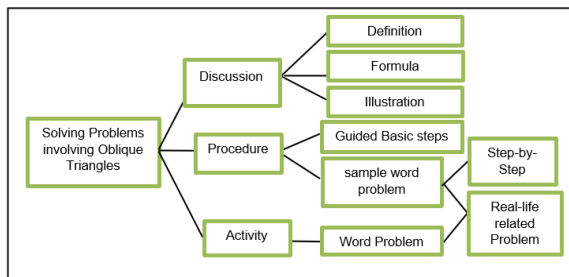 Solving Problems
involving Oblique
Triangles
Discussion
Definition
Formula
Illustration
Procedure
Guided Basic steps
sample word
problem
Step-by-
Step
Real-life
related
Problem
Activity
Word Problem